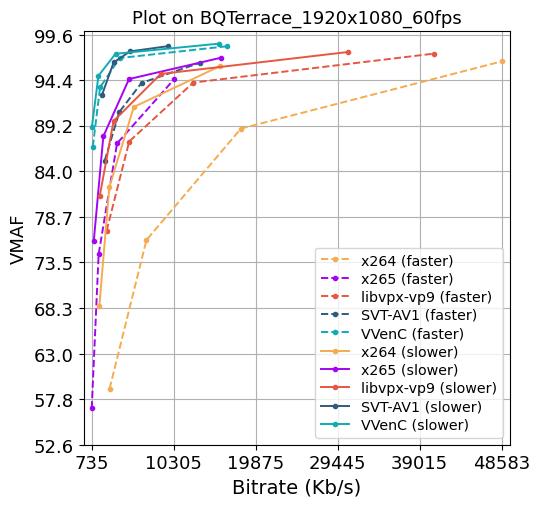 Plot on BQTerrace_1920x1080_60fps
99.6
94.4
89.2
84.0
78.7
73.5
68.3
63.0
57.8
52.6
VMAF
x264 (faster)
x265 (faster)
libvpx-vp9 (faster)
SVT-AV1 (faster)
VVenC (faster)
x264 (slower)
x265 (slower)
libvpx-vp9 (slower)
SVT-AV1 (slower)
VVenC (slower)
735 10305 19875 29445 39015 48583
Bitrate (Kb/s)